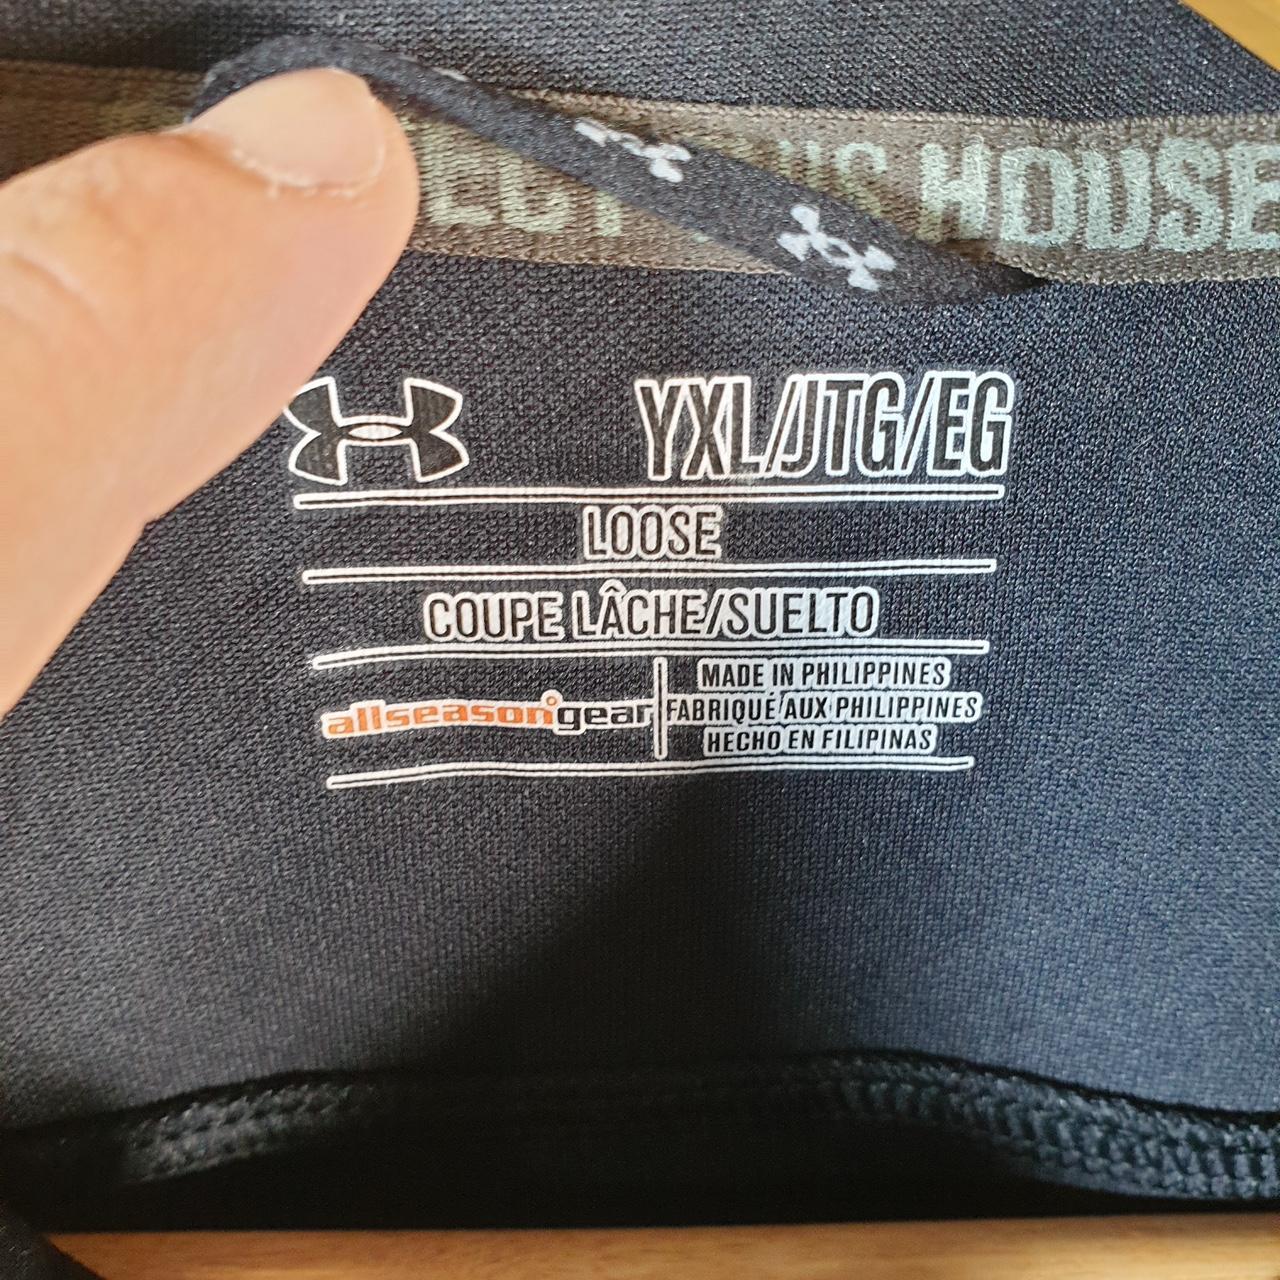 HOUSE
YXL/JTG/EG
LOOSE
COUPE LÂCHE/SUELTO
allseasongear
MADE IN PHILIPPINES
FABRIQUÉ AUX PHILIPPINES
HECHO EN FILIPINAS